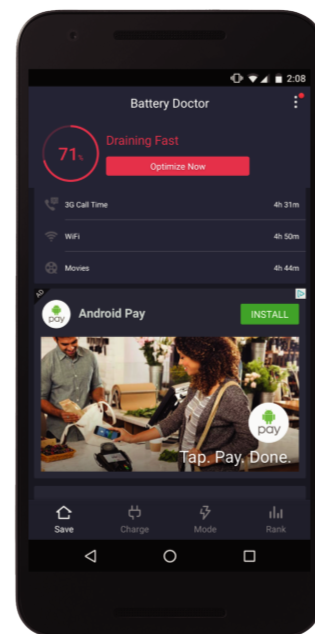 2:08
Battery Doctor
71%
Draining Fast
Optimize Now
3G Call Time 4h 31m
WiFi 4h 50m
Movies 4h 44m
AD
pay
Android Pay
INSTALL
pay
Tap. Pay. Done.
Save Charge Mode Rank